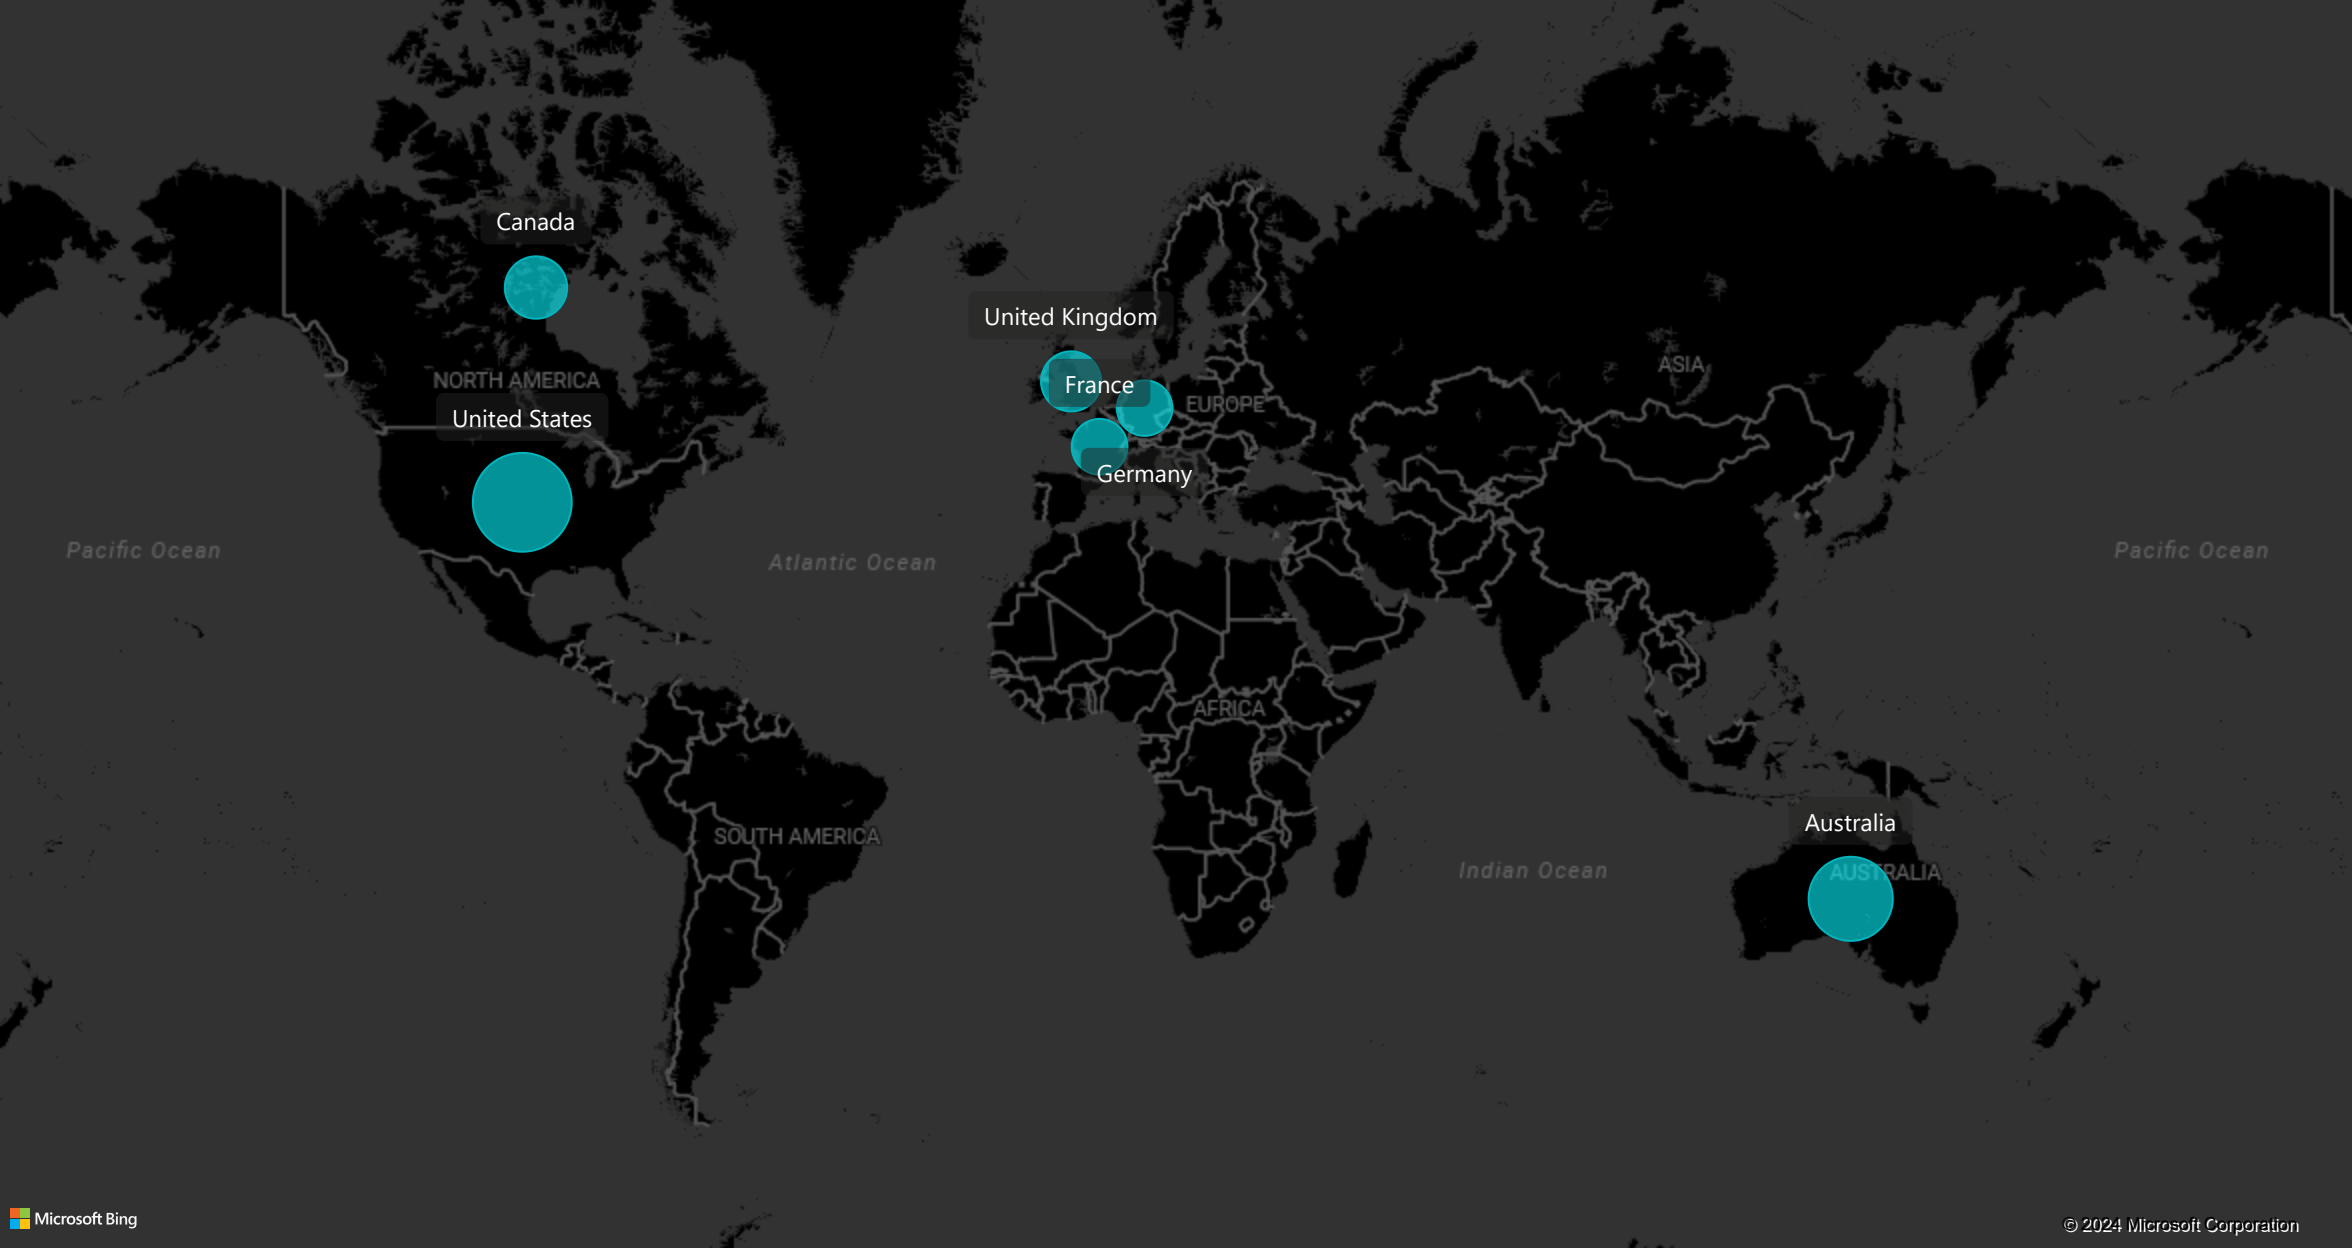 Canada
United Kingdom
ASIA
NORTH AMERICA
France
EUROPE
United States
Germany
Pacific Ocean
Atlantic Ocean
Pacific Ocean
AFRICA
Australia
SOUTH AMERICA
Indian Ocean
AUSTRALIA
Microsoft Bing
© 2024 Microsoft Corporation